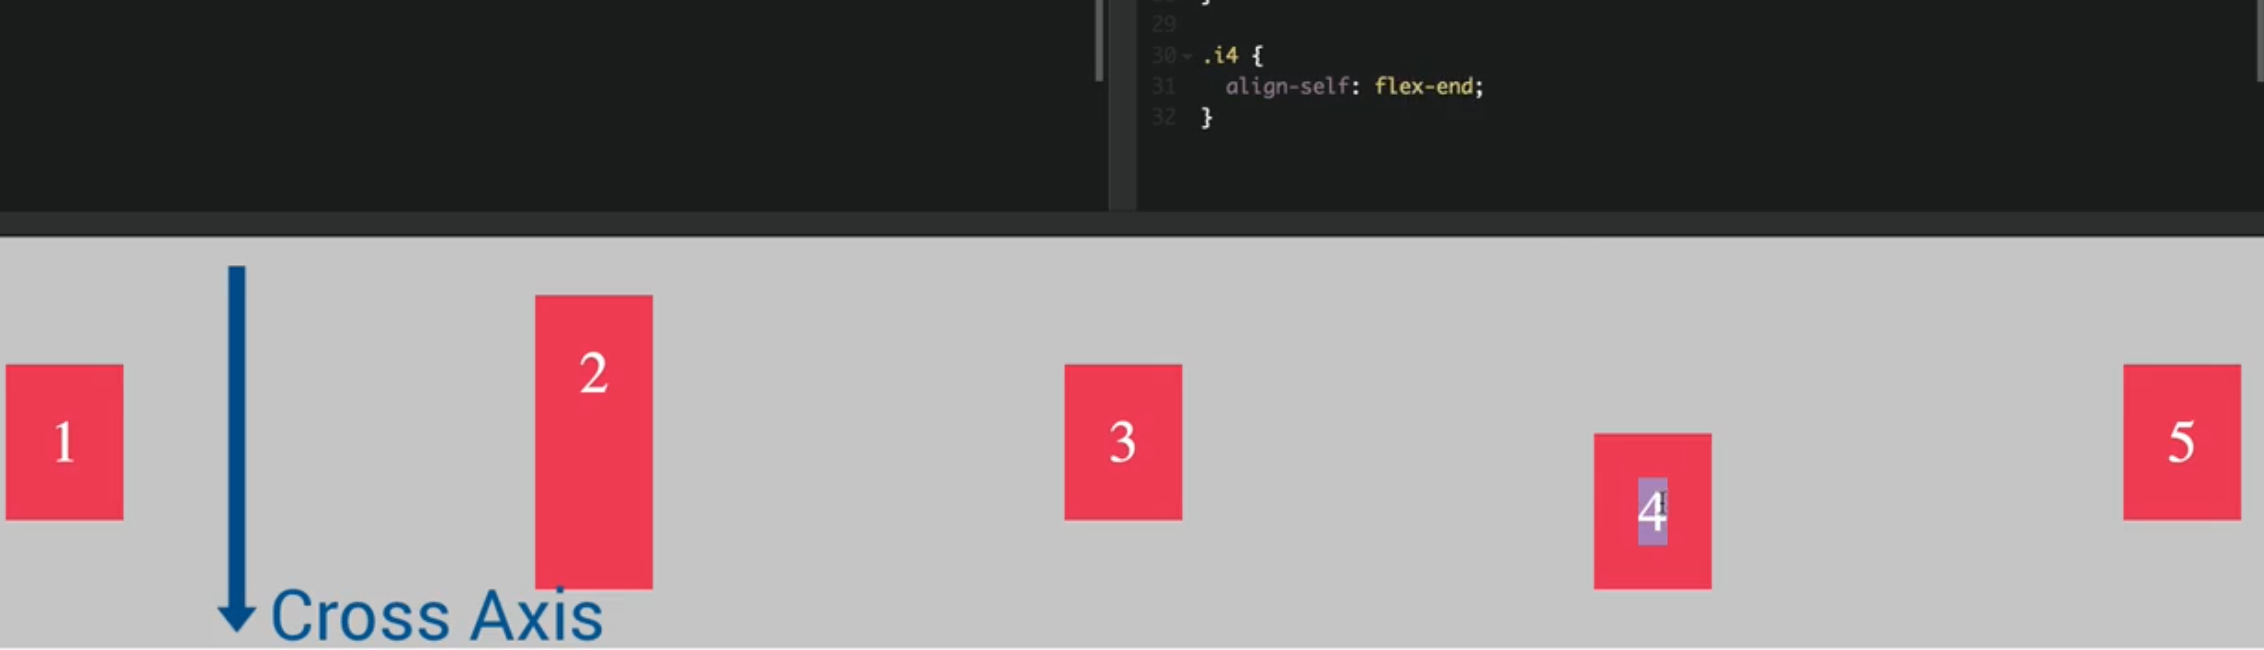 29
30 .i4 {
31 align-self: flex-end;
32 }
1
2
3
4
5
Cross Axis